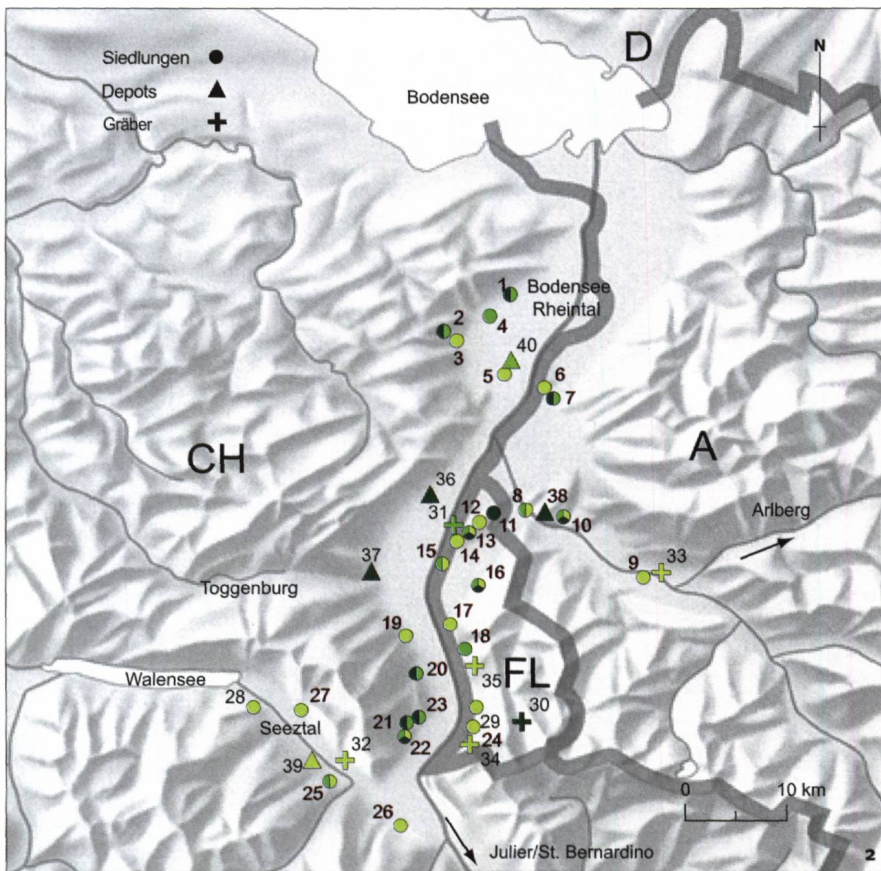 D
N
Siedlungen
Depots
Gräber
Bodensee
1
Bodensee
Rheintal
2
4
3
40
5
6
7
CH
A
36
8
38
Arlberg
12
31
11
10
13
14
15
33
37
9
16
Toggenburg
17
19
18
FL
35
20
Walensee
30
28
27
23
29
Seeztal
21
24
32
22
34
39
25
0
10 km
26
Julier/St. Bernardino
2